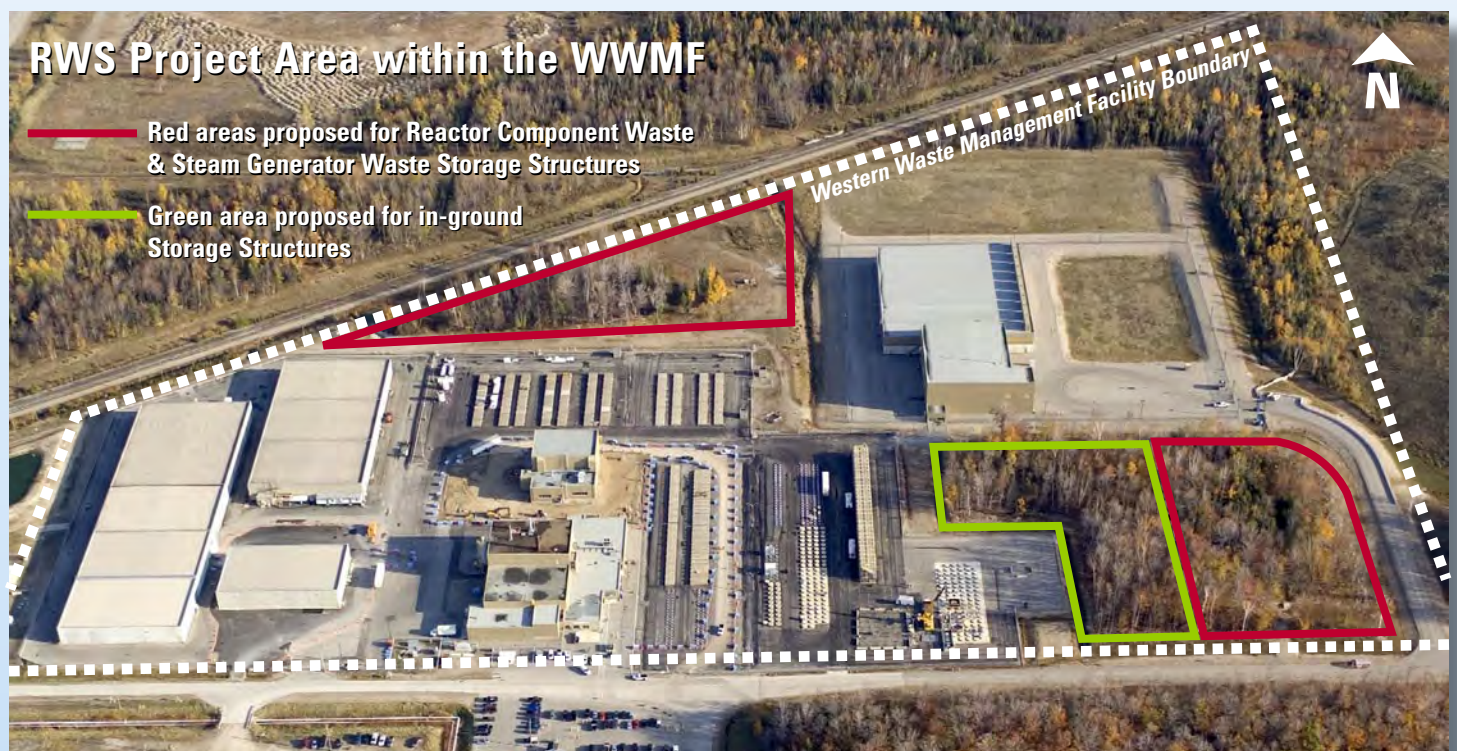 RWS Project Area within the WWMF
N
Red areas proposed for Reactor Component Waste
& Steam Generator Waste Storage Structures
Western Waste Management Facility Boundary
Green area proposed for in-ground
Storage Structures